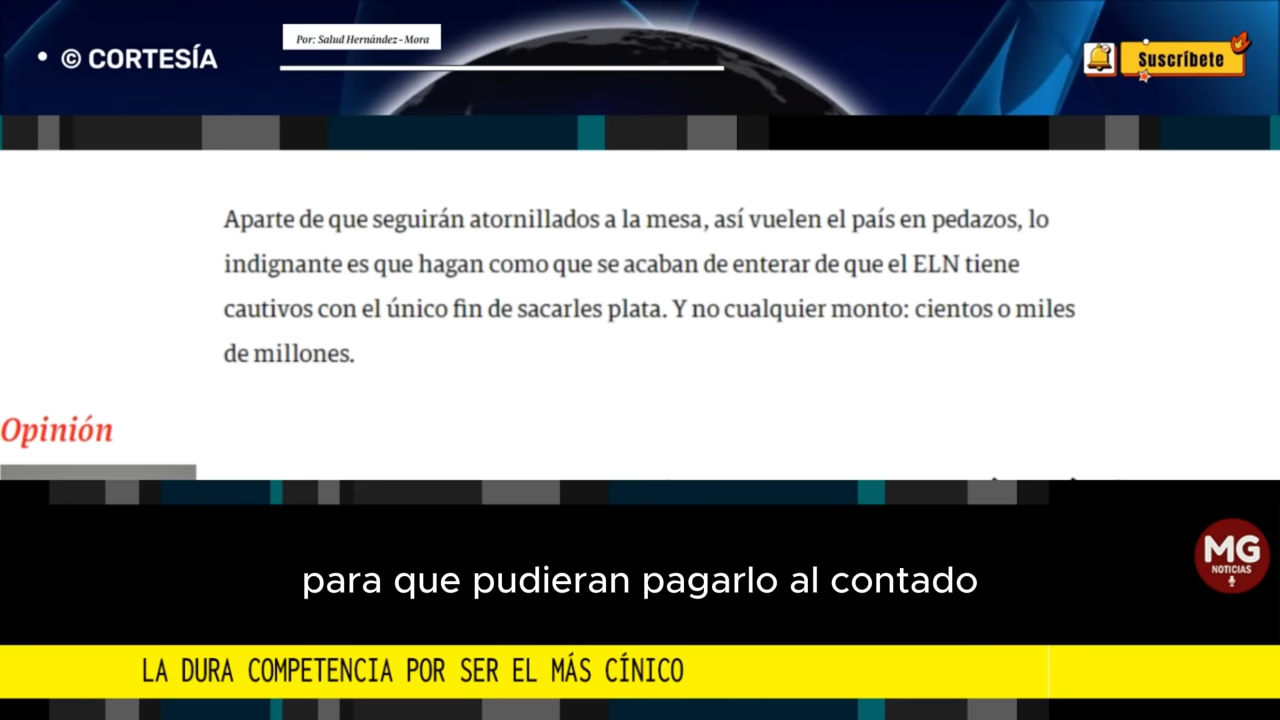 Por: Salud Hernández-Mora
• © CORTESÍA
Suscríbete
Aparte de que seguirán atornillados a la mesa, así vuelen el país en pedazos, lo
indignante es que hagan como que se acaban de enterar de que el ELN tiene
cautivos con el único fin de sacarles plata. Y no cualquier monto: cientos o miles
de millones.
Opinión
MG
NOTICIAS
para que pudieran pagarlo al contado
LA DURA COMPETENCIA POR SER EL MÁS CÍNICO